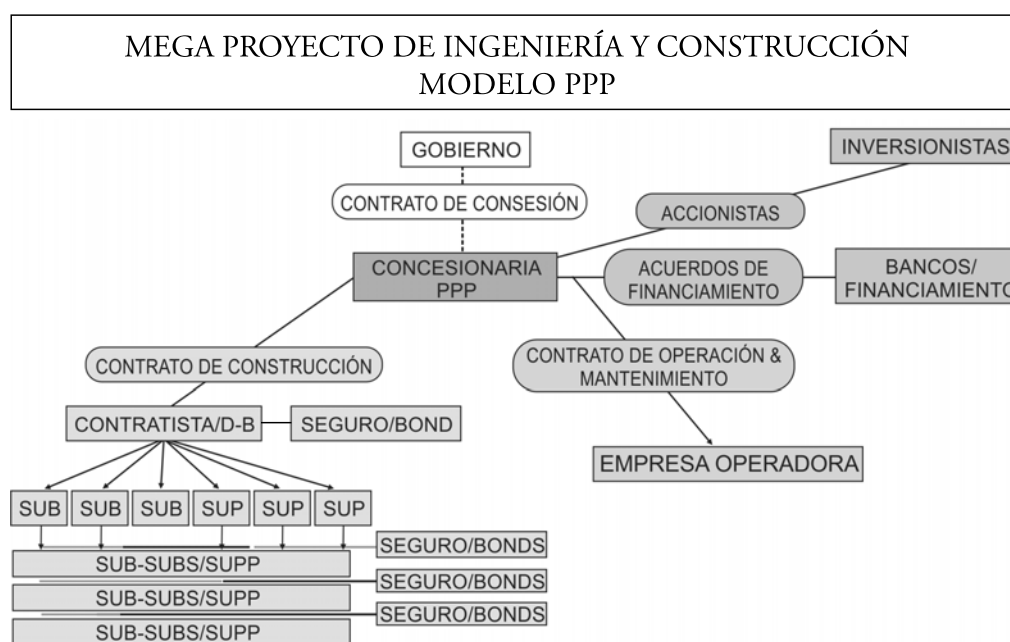 MEGA PROYECTO DE INGENIERÍA Y CONSTRUCCIÓN
MODELO PPP
GOBIERNO
INVERSIONISTAS
CONTRATO DE CONSESIÓN
ACCIONISTAS
CONCESIONARIA
PPP
ACUERDOS DE
FINANCIAMIENTO
BANCOS/
FINANCIAMIENTO
CONTRATO DE CONSTRUCCIÓN
CONTRATO DE OPERACIÓN &
MANTENIMIENTO
CONTRATISTA/D-B
SEGURO/BOND
EMPRESA OPERADORA
SUB
SUB
SUB
SUP
SUP
SUP
SEGURO/BONDS
SUB-SUBS/SUPP
SEGURO/BONDS
SUB-SUBS/SUPP
SEGURO/BONDS
SUB-SUBS/SUPP